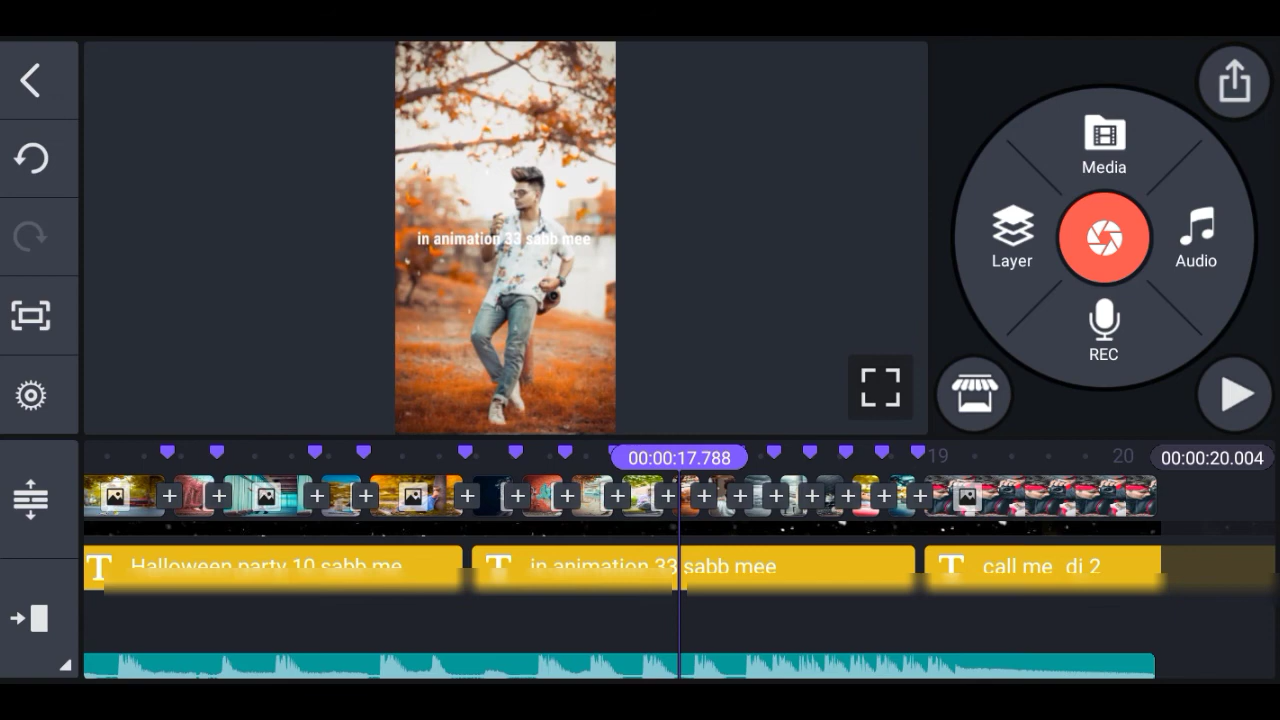 Media
Layer
Audio
REC
in animation 33 sabb mee
00:00:17.788
19
20
00:00:20.004
T Halloween party 10 sabb me
T in animation 33 sabb mee
T call me di 2